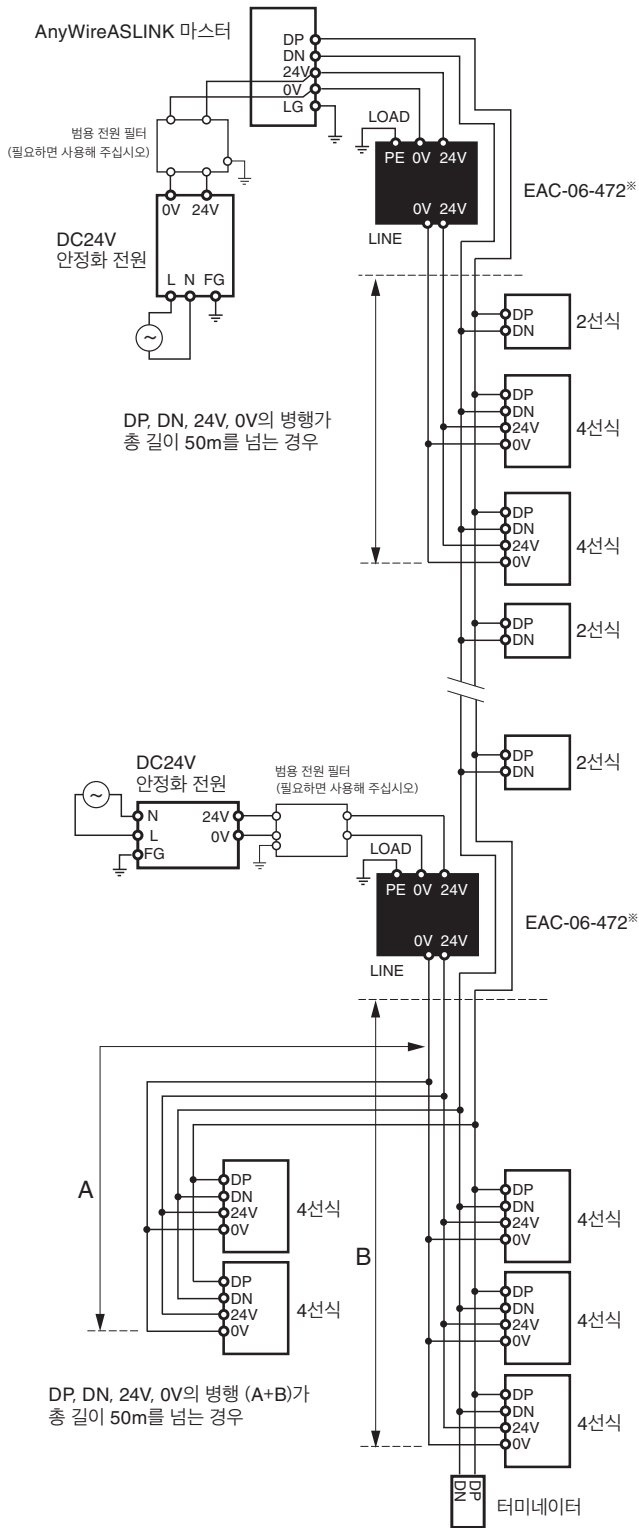 AnyWireASLINK 마스터
DP
DN
24V
0V
LG
범용 전원 필터
(필요하면 사용해 주십시오)
0V 24V
DC24V
안정화 전원
L N FG
LOAD
PE 0V 24V
0V 24V
LINE
EAC-06-472※
DP
DN
2선식
DP, DN, 24V, 0V의 병행가
총 길이 50m를 넘는 경우
DP
DN
24V
0V
4선식
DP
DN
24V
0V
4선식
DP
DN
2선식
DP
DN
2선식
DC24V
안정화 전원
N
L
FG
24V
0V
범용 전원 필터
(필요하면 사용해 주십시오)
LOAD
PE 0V 24V
0V 24V
LINE
EAC-06-472※
A
B
DP
DN
24V
0V
4선식
DP
DN
24V
0V
4선식
DP
DN
24V
0V
4선식
DP
DN
24V
0V
4선식
DP
DN
24V
0V
4선식
DP, DN, 24V, 0V의 병행 (A+B)가
총 길이 50m를 넘는 경우
DP
DN
터미네이터